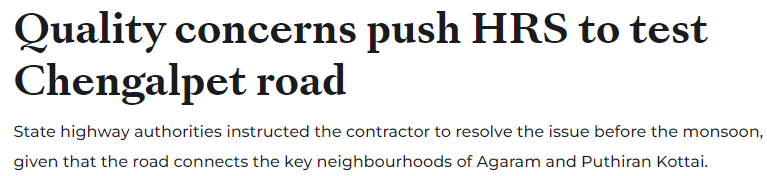 Quality concerns push HRS to test
Chengalpet road
State highway authorities instructed the contractor to resolve the issue before the monsoon,
given that the road connects the key neighbourhoods of Agaram and Puthiran Kottai.